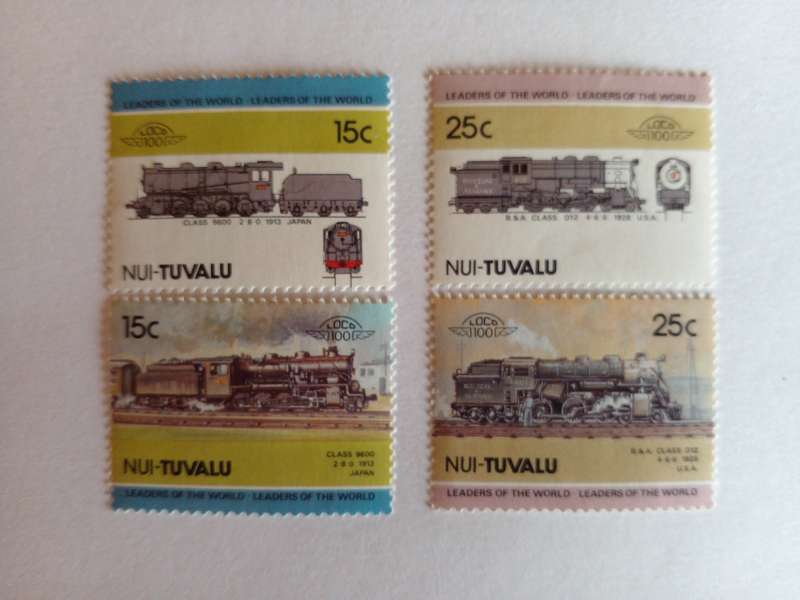 LEADERS OF THE WORLD · LEADERS OF THE WORLD
LOCO
100
15c
CLASS 9600 2 8 0 1913 JAPAN
NUI-TUVALU
15c
LOCO
100
CLASS 9600
2 8 0 1913
JAPAN
NUI-TUVALU
LEADERS OF THE WORLD · LEADERS OF THE WORLD
LEADERS OF THE WORLD · LEADERS OF THE WORLD
25c
LOCO
100
B.&A. CLASS D12 4·6·6 1928 U.S.A.
NUI-TUVALU
LOCO
100
25c
B.&A. CLASS D12
4·6·6 1928
U.S.A.
NUI-TUVALU
LEADERS OF THE WORLD · LEADERS OF THE WORLD